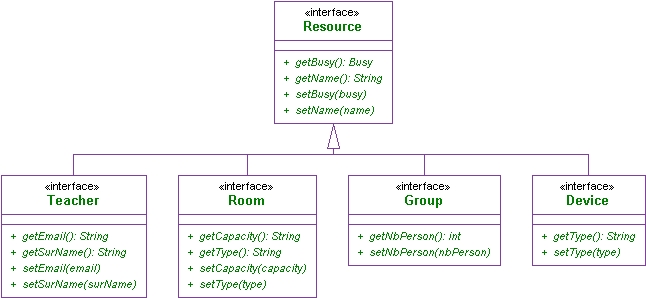 «interface»
Resource
+ getBusy(): Busy
+ getName(): String
+ setBusy(busy)
+ setName(name)
«interface»
Teacher
+ getEmail(): String
+ getSurName(): String
+ setEmail(email)
+ setSurName(surName)
«interface»
Room
+ getCapacity(): String
+ getType(): String
+ setCapacity(capacity)
+ setType(type)
«interface»
Group
+ getNbPerson(): int
+ setNbPerson(nbPerson)
«interface»
Device
+ getType(): String
+ setType(type)